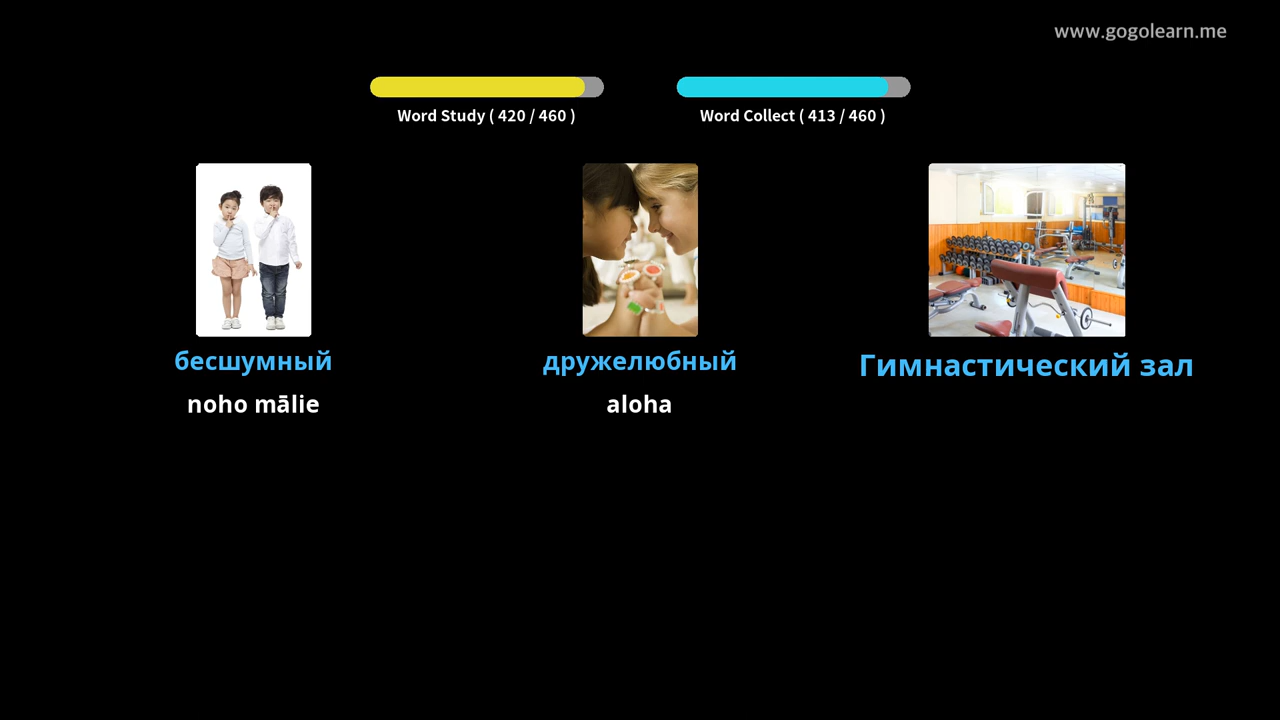 www.gogolearn.me
Word Study ( 420 / 460 )
Word Collect ( 413 / 460 )
бесшумный
дружелюбный
Гимнастический зал
noho mālie
aloha